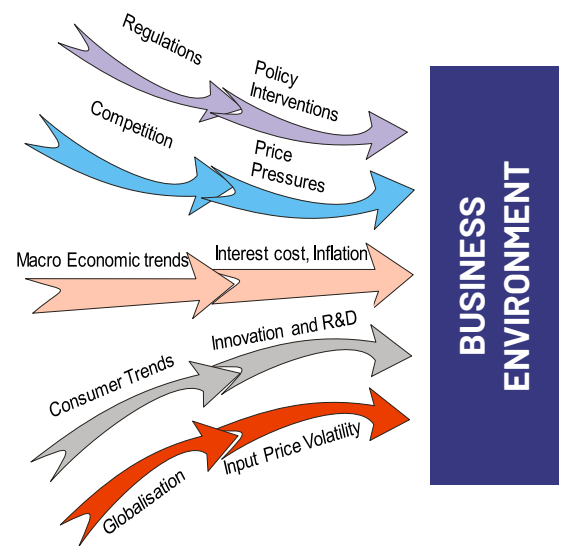 Regulations
Policy
Interventions
Competition
Price
Pressures
Macro Economic trends
Interest cost, Inflation
Consumer Trends
Innovation and R&D
Globalisation
Input Price Volatility
BUSINESS
ENVIRONMENT